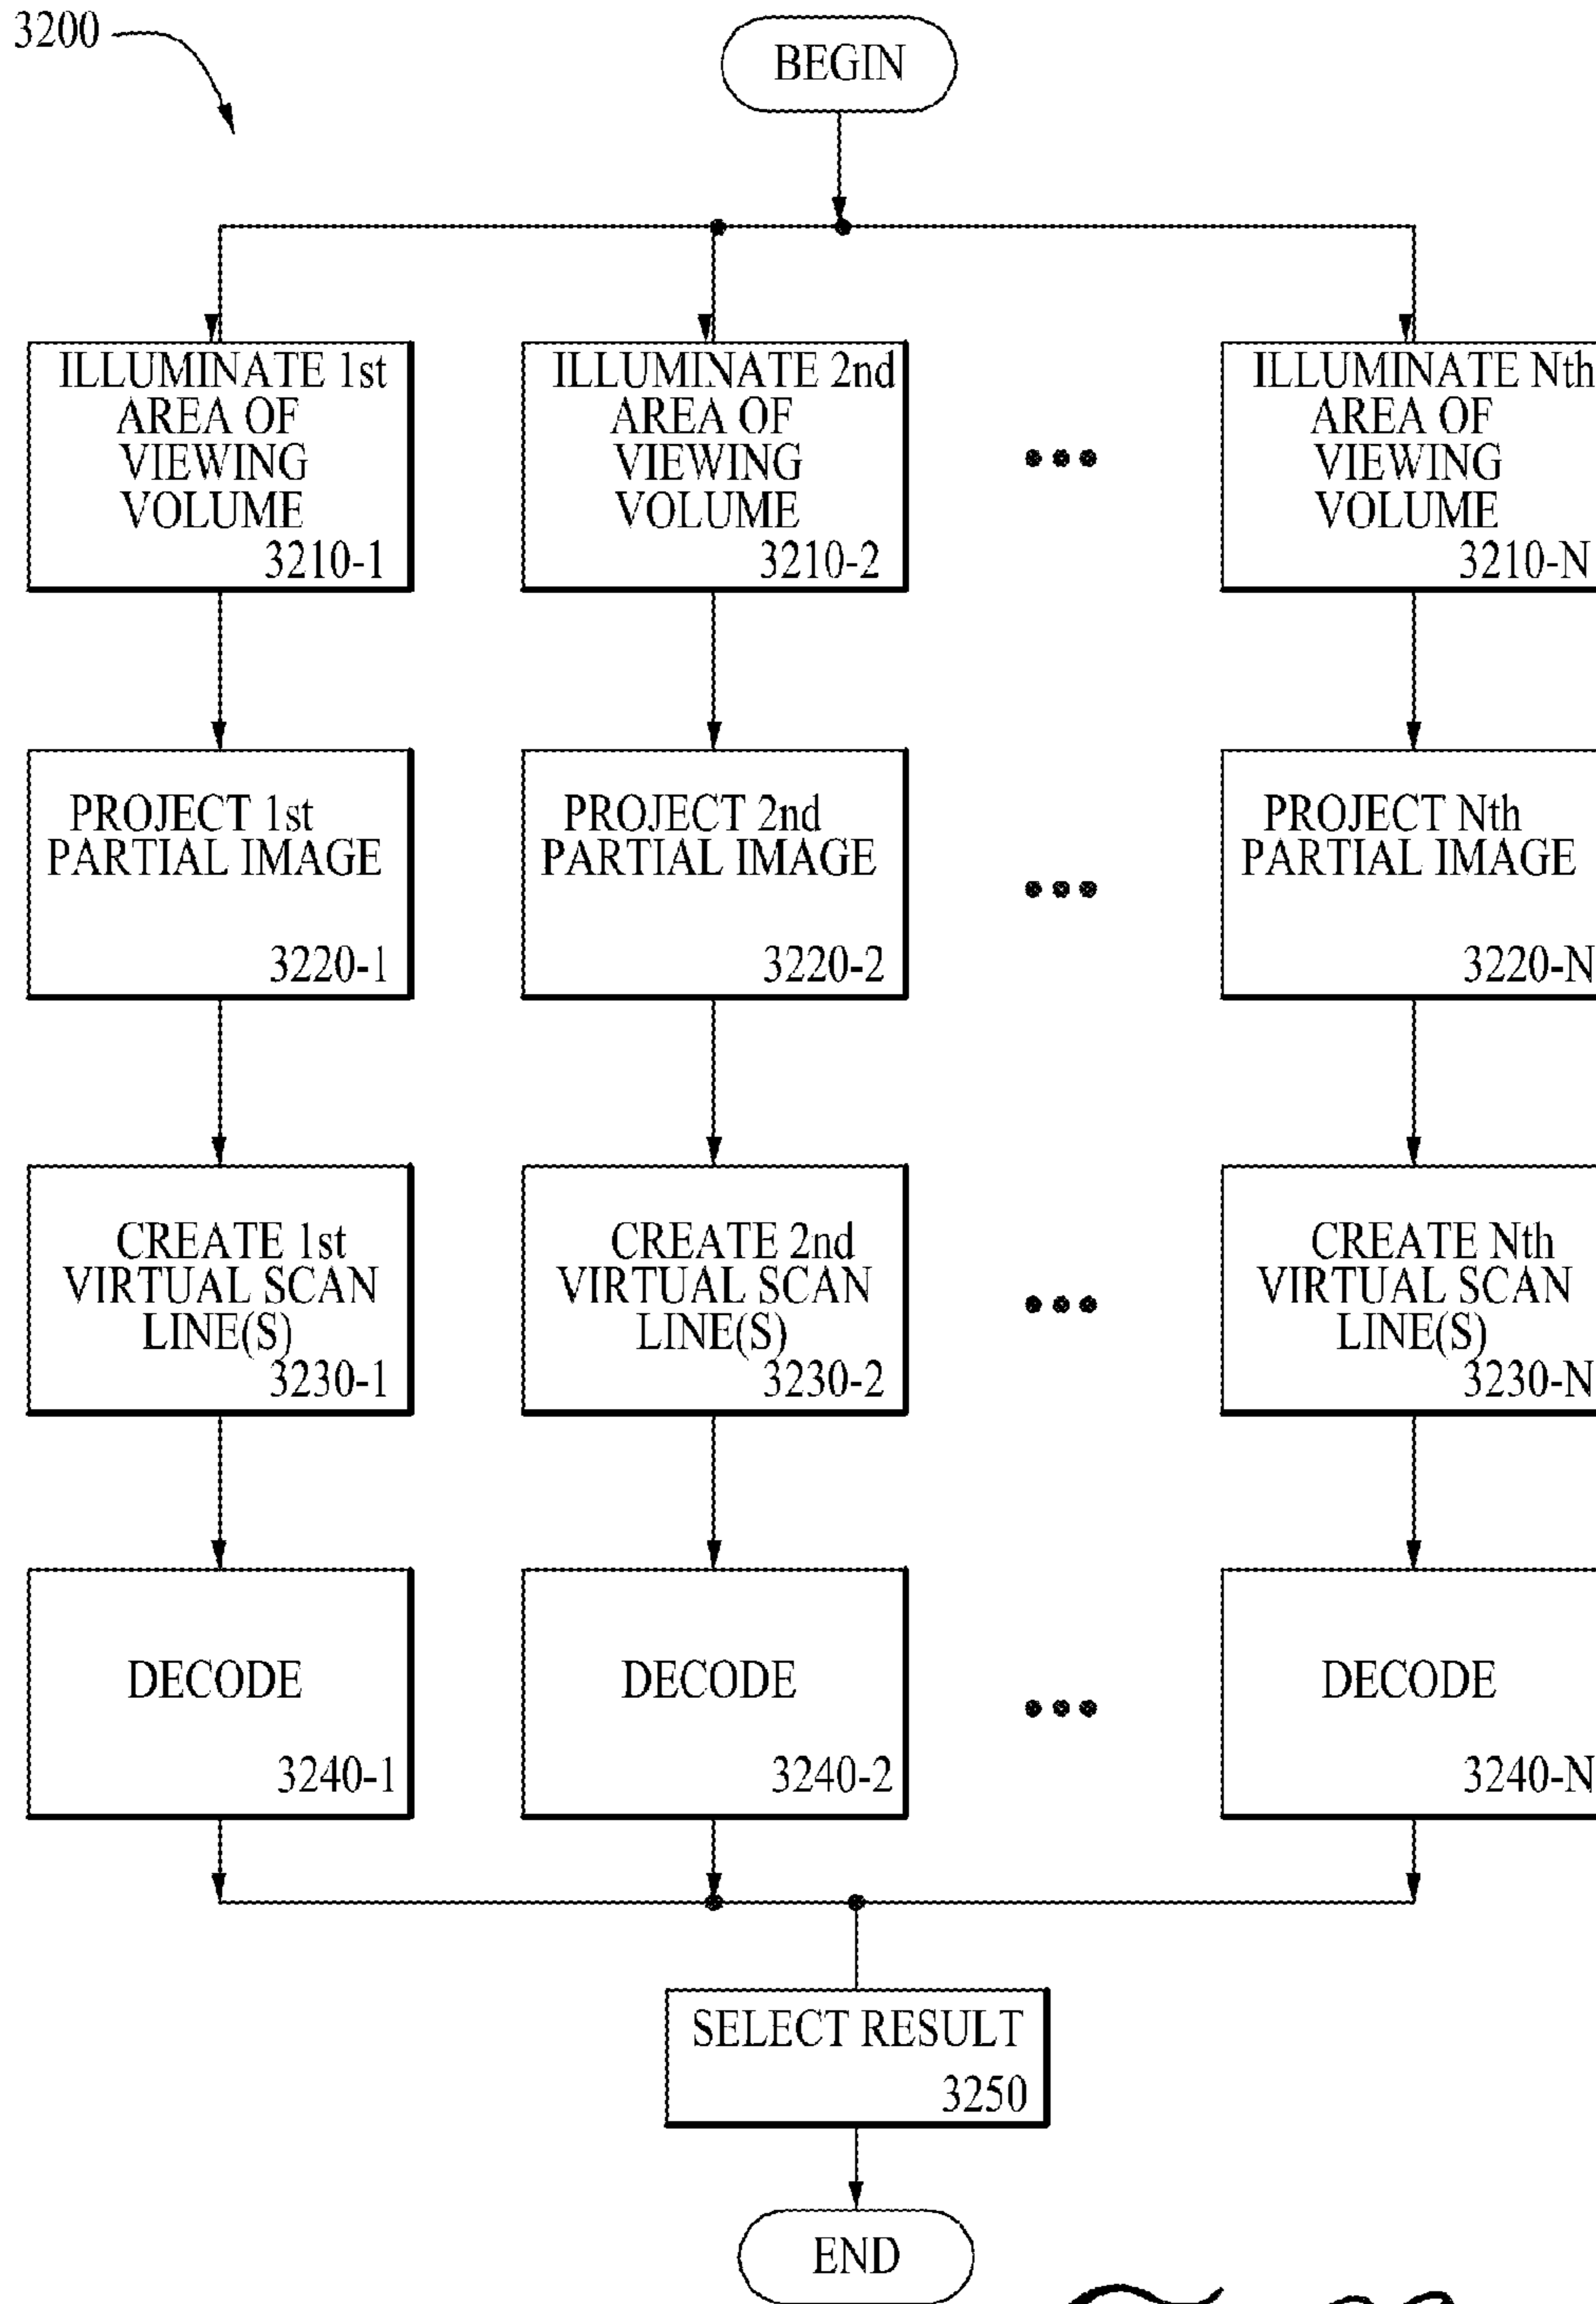 3200
BEGIN
ILLUMINATE 1st
AREA OF
VIEWING
VOLUME
3210-1
ILLUMINATE 2nd
AREA OF
VIEWING
VOLUME
3210-2
ILLUMINATE Nth
AREA OF
VIEWING
VOLUME
3210-N
PROJECT 1st
PARTIAL IMAGE
3220-1
PROJECT 2nd
PARTIAL IMAGE
3220-2
PROJECT Nth
PARTIAL IMAGE
3220-N
CREATE 1st
VIRTUAL SCAN
LINE(S)
3230-1
CREATE 2nd
VIRTUAL SCAN
LINE(S)
3230-2
CREATE Nth
VIRTUAL SCAN
LINE(S)
3230-N
DECODE
3240-1
DECODE
3240-2
DECODE
3240-N
SELECT RESULT
3250
END